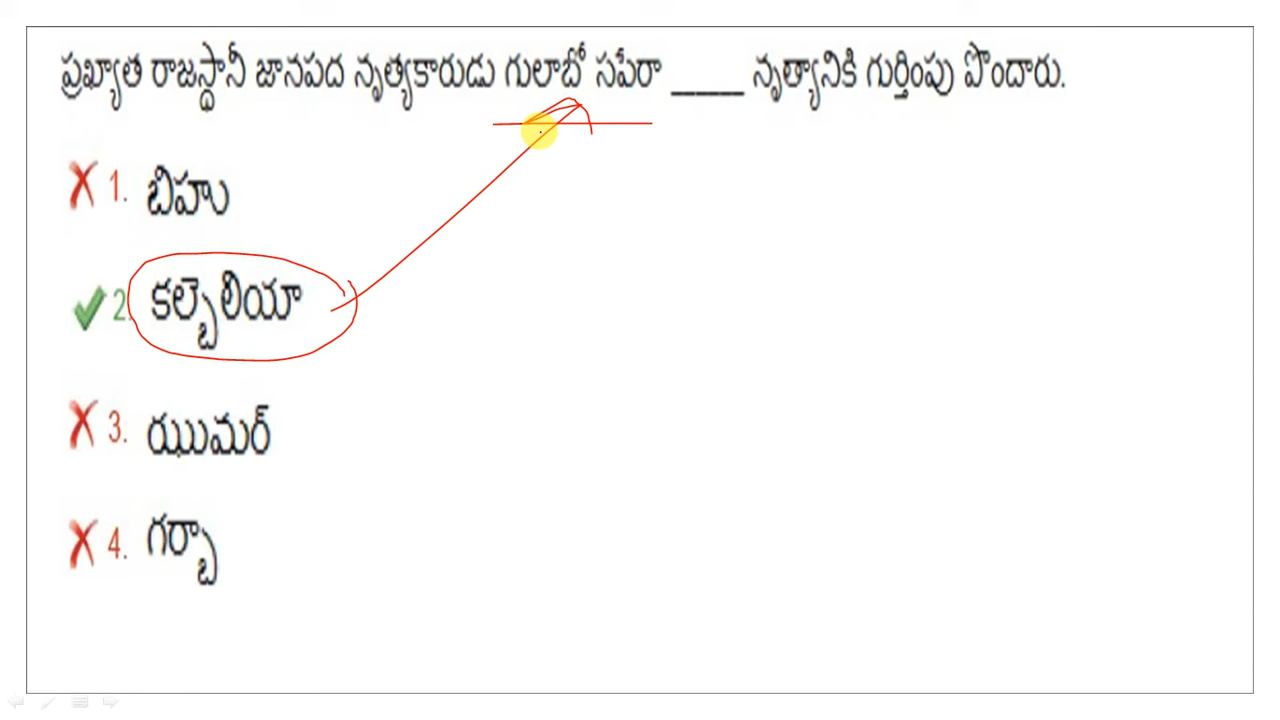 ప్రఖ్యాత రాజస్థానీ జానపద నృత్యకారుడు గులాబో సపేరా _____ నృత్యానికి గుర్తింపు పొందారు.
1. బిహు
2. కల్బెలియా
3. ఝుమర్
4. గర్బా